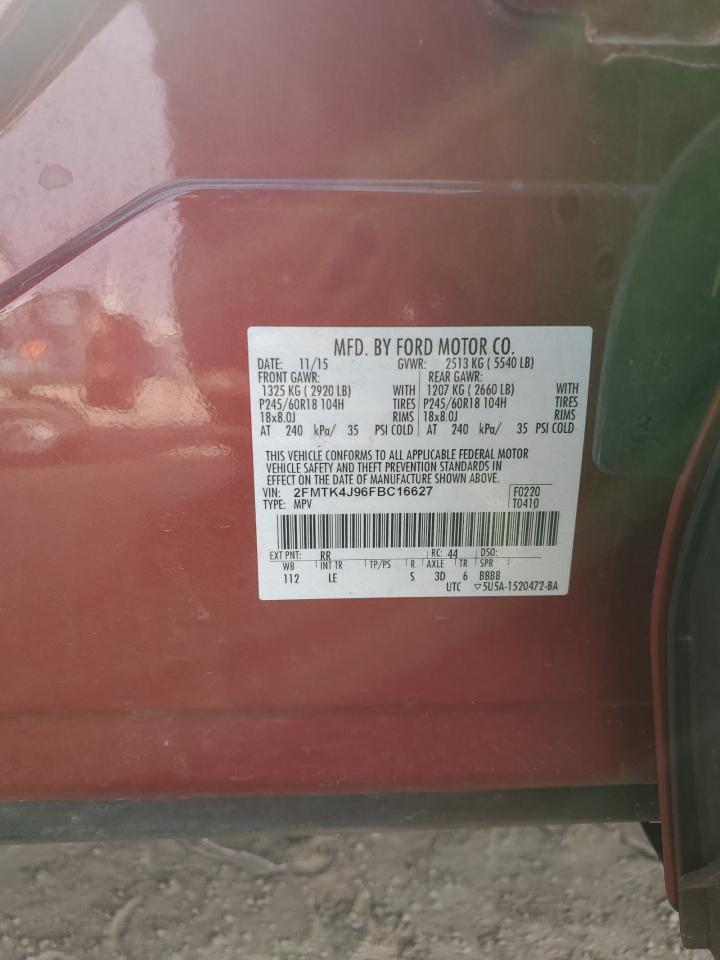 MFD. BY FORD MOTOR CO.
DATE: 11/15 GVWR: 2513 KG ( 5540 LB)
FRONT GAWR: REAR GAWR:
1325 KG ( 2920 LB) WITH 1207 KG ( 2660 LB) WITH
P245/60R18 104H TIRES P245/60R18 104H TIRES
18x8.0J RIMS 18x8.0J RIMS
AT 240 kPa/ 35 PSI COLD AT 240 kPa/ 35 PSI COLD
THIS VEHICLE CONFORMS TO ALL APPLICABLE FEDERAL MOTOR
VEHICLE SAFETY AND THEFT PREVENTION STANDARDS IN
EFFECT ON THE DATE OF MANUFACTURE SHOWN ABOVE.
VIN: 2FMTK4J96FBC16627 F0220
TYPE: MPV T0410
EXT PNT: RR RC: 44 DSO:
WB INT TR TP/PS R AXLE TR SPR
112 LE S 3D 6 BBBB
UTC ▽5U5A-1520472-BA